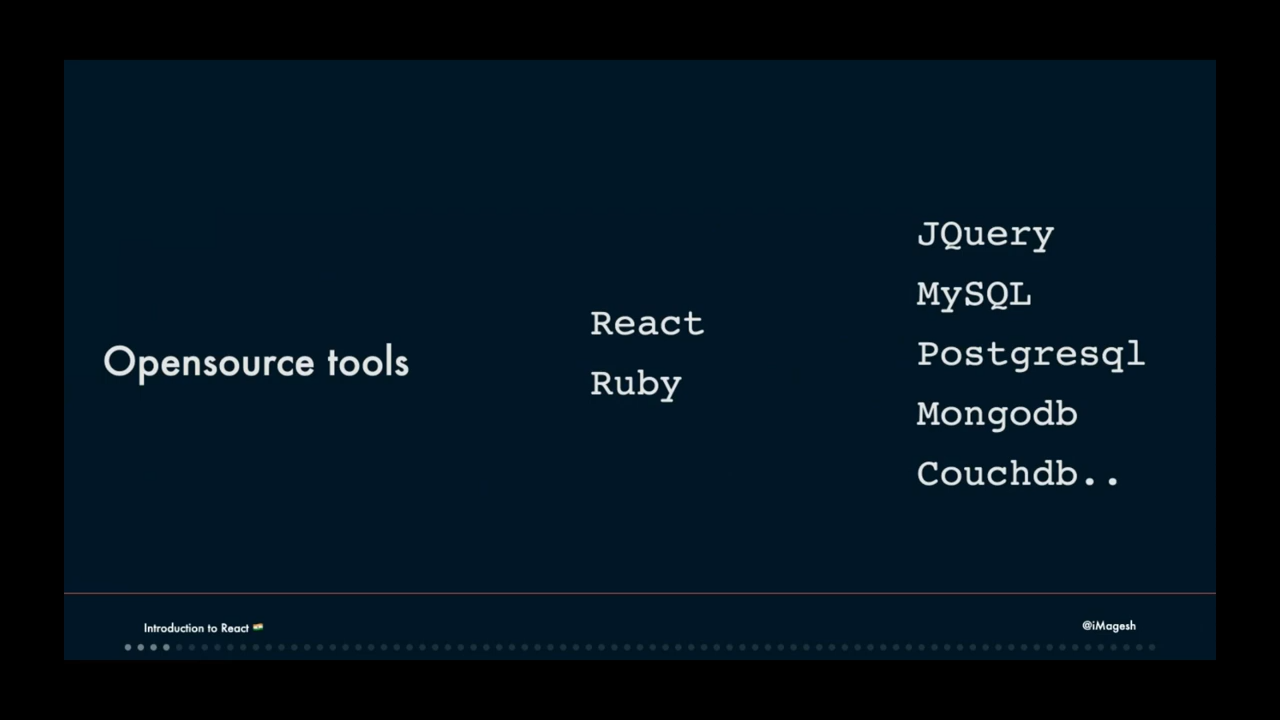 Opensource tools
React
Ruby
JQuery
MySQL
Postgresql
Mongodb
Couchdb..
Introduction to React 🇮🇳
@iMagesh